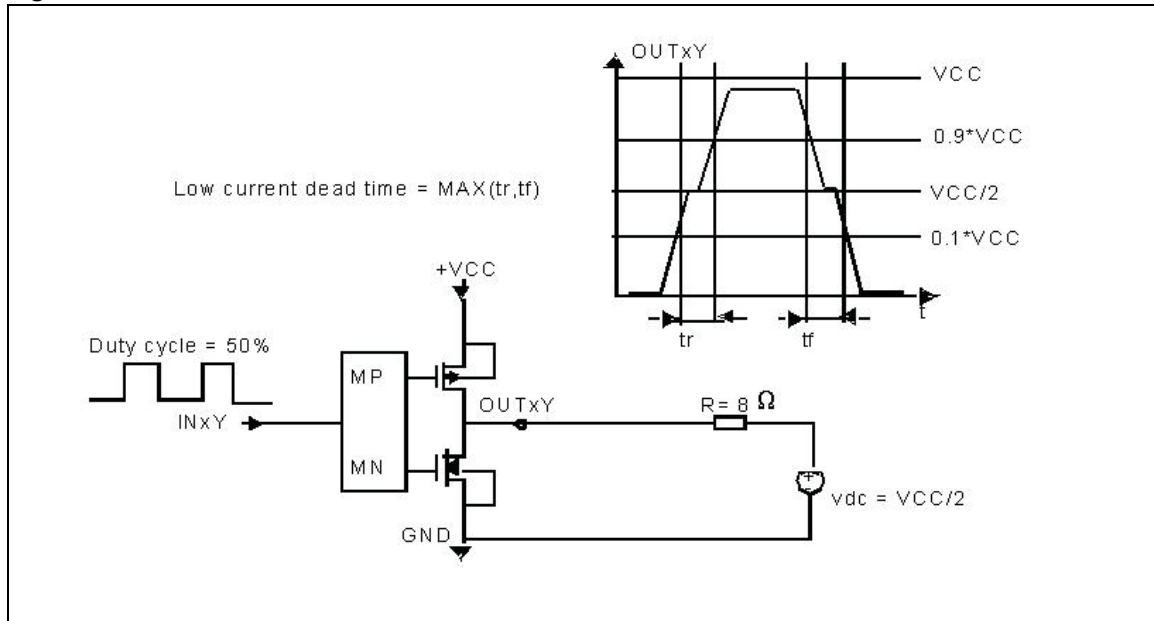 OUTxY
VCC
0.9*VCC
Low current dead time = MAX(tr,tf)
VCC/2
0.1*VCC
+VCC
t
tr
tf
Duty cycle = 50%
MP
OUTxY
R= 8 Ω
INxY
MN
+
-
vdc = VCC/2
GND